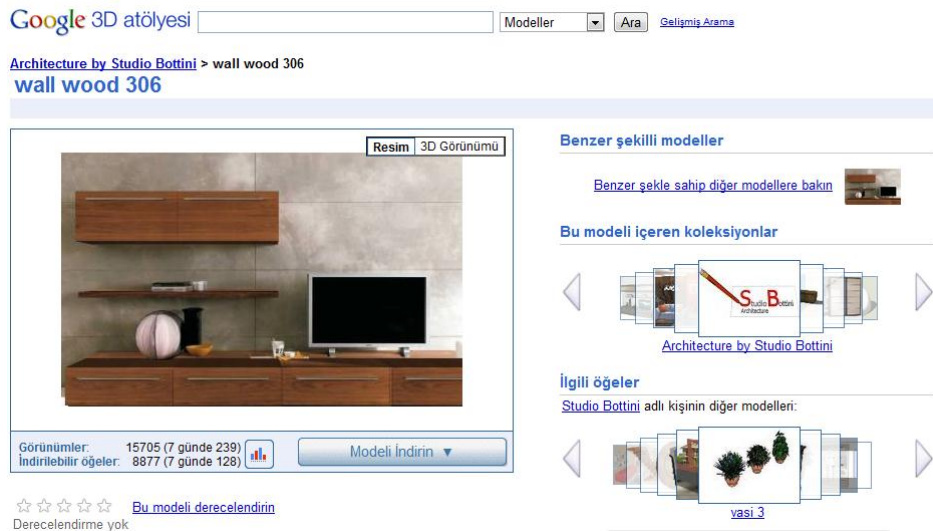 Google 3D atölyesi Modeller Ara Gelişmiş Arama
Architecture by Studio Bottini > wall wood 306
wall wood 306
Resim 3D Görünümü
Görünümler: 15705 (7 günde 239)
İndirilebilir öğeler: 8877 (7 günde 128)
Modeli İndirin ▼
Bu modeli derecelendirin
Derecelendirme yok
Benzer şekilli modeller
Benzer şekle sahip diğer modellere bakın
Bu modeli içeren koleksiyonlar
Studio Bottini
Architecture
Architecture by Studio Bottini
İlgili öğeler
Studio Bottini adlı kişinin diğer modelleri:
vasi 3